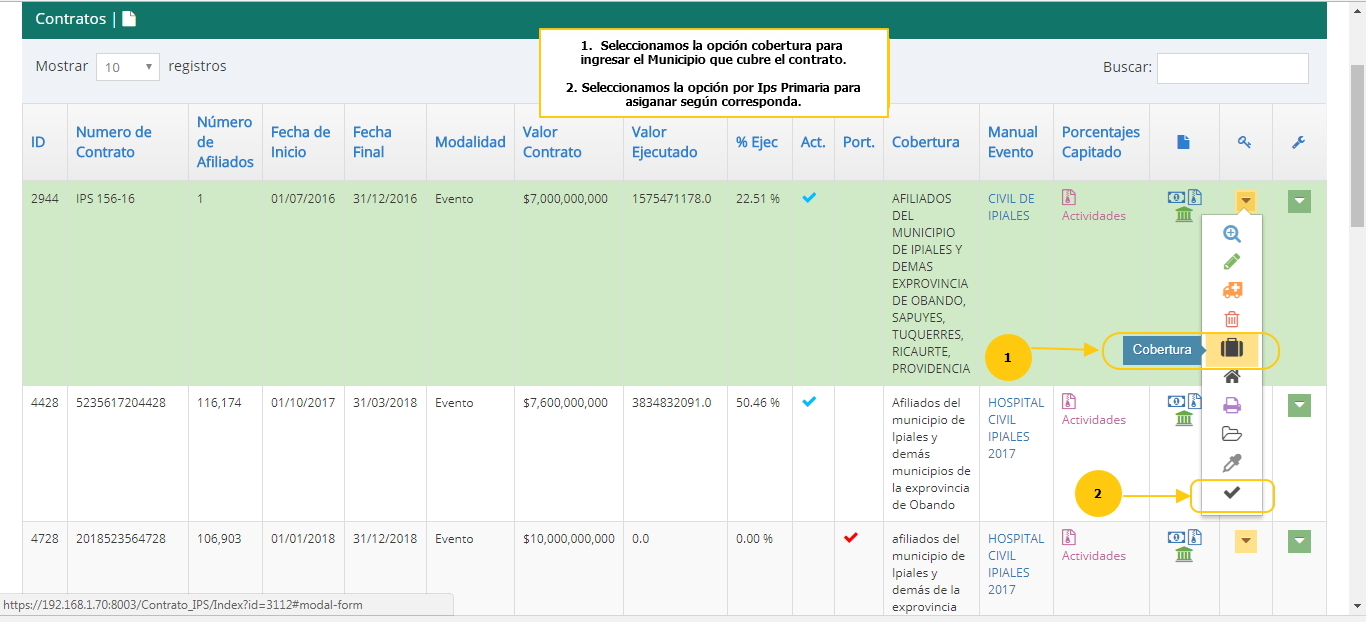 Contratos |
1. Seleccionamos la opción cobertura para
ingresar el Municipio que cubre el contrato.
2. Seleccionamos la opción por Ips Primaria para
asiganar según corresponda.
Mostrar 10 registros
Buscar:
ID
Numero de
Contrato
Número
de
Afiliados
Fecha de
Inicio
Fecha
Final
Modalidad
Valor
Contrato
Valor
Ejecutado
% Ejec
Act.
Port.
Cobertura
Manual
Evento
Porcentajes
Capitado
2944
IPS 156-16
1
01/07/2016
31/12/2016
Evento
$7,000,000,000
1575471178.0
22.51 %
AFILIADOS
DEL
MUNICIPIO
DE IPIALES Y
DEMAS
EXPROVINCIA
DE OBANDO,
SAPUYES,
TUQUERRES,
RICAURTE,
PROVIDENCIA
CIVIL DE
IPIALES
Actividades
1
Cobertura
4428
5235617204428
116,174
01/10/2017
31/03/2018
Evento
$7,600,000,000
3834832091.0
50.46 %
Afiliados del
municipio de
Ipiales y
demás
municipios de
la exprovincia
de Obando
HOSPITAL
CIVIL
IPIALES
2017
Actividades
2
4728
2018523564728
106,903
01/01/2018
31/12/2018
Evento
$10,000,000,000
0.0
0.00 %
afiliados del
municipio de
Ipiales y
demás de la
exprovincia
HOSPITAL
CIVIL
IPIALES
2017
Actividades
https://192.168.1.70:8003/Contrato_IPS/Index?id=3112#modal-form